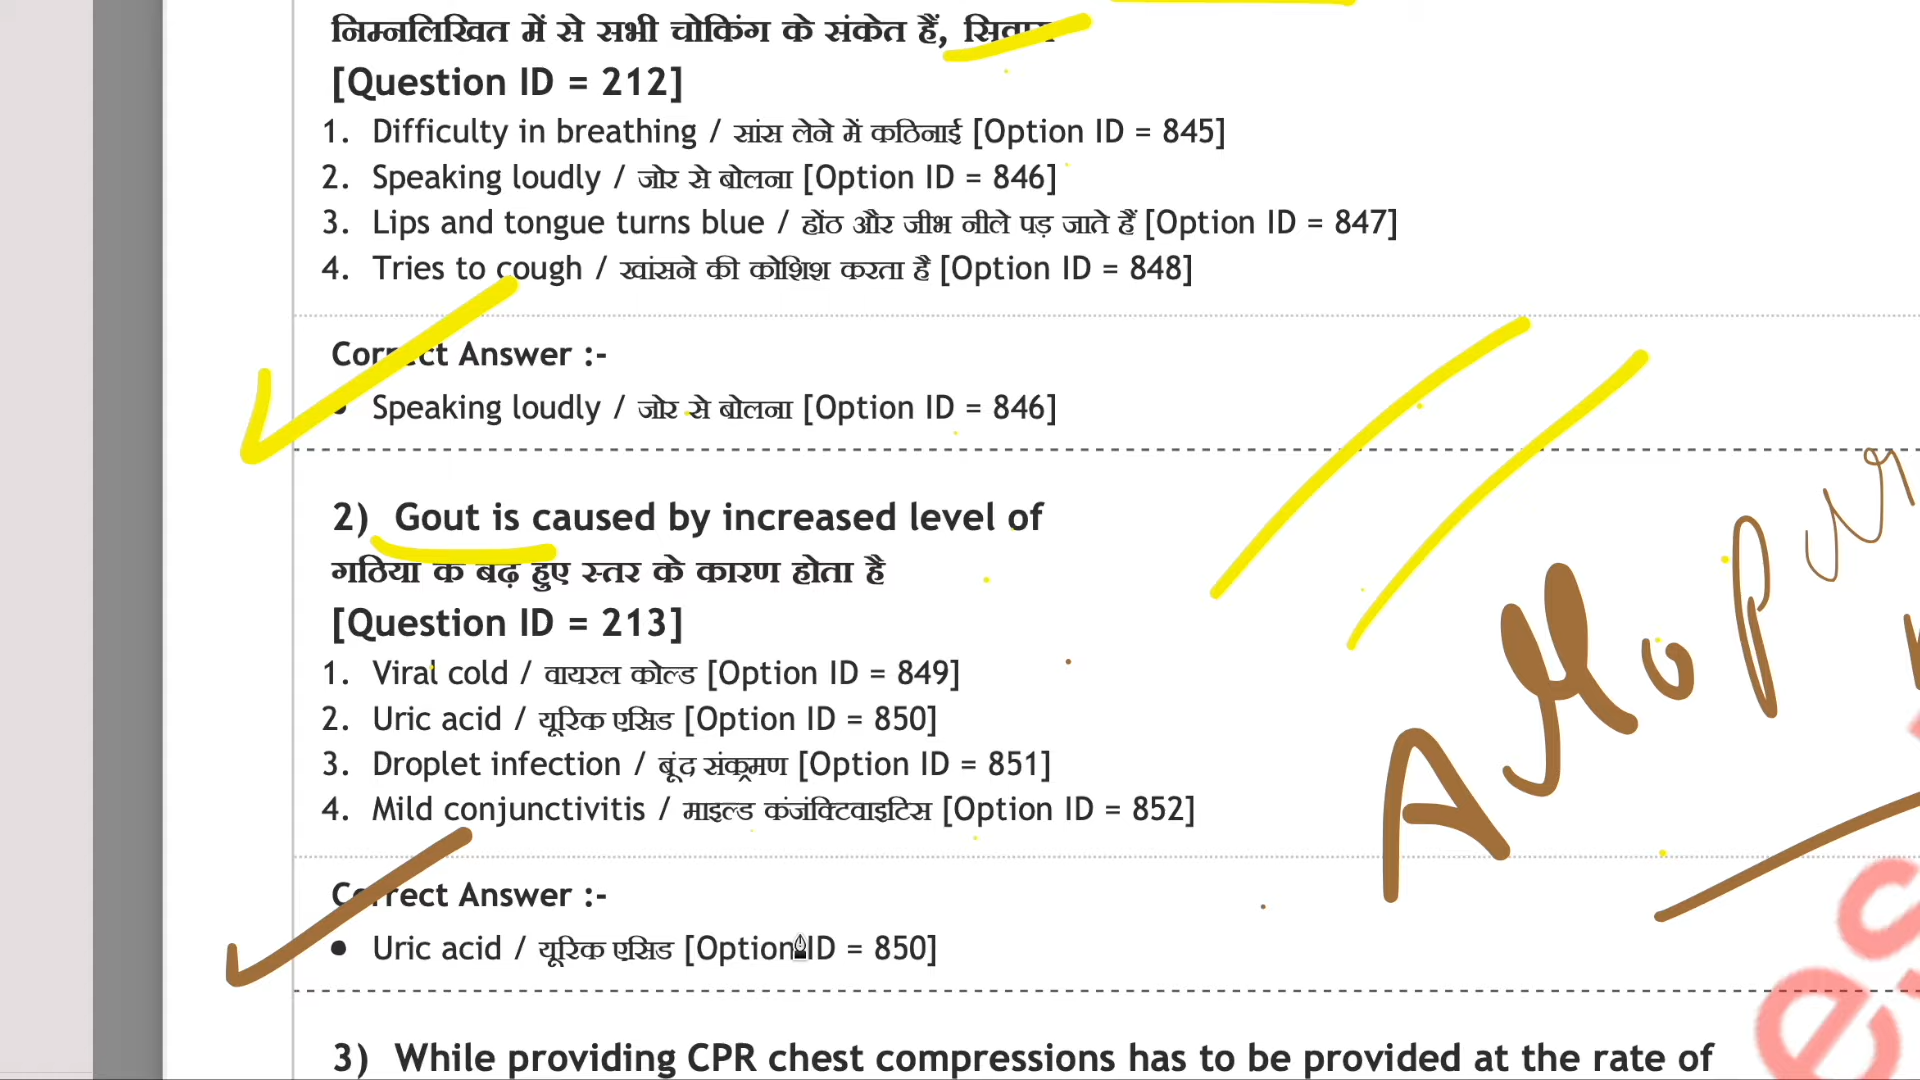 निम्नलिखित में से सभी चोकिंग के संकेत हैं, सिवाय
[Question ID = 212]
1. Difficulty in breathing / सांस लेने में कठिनाई [Option ID = 845]
2. Speaking loudly / जोर से बोलना [Option ID = 846]
3. Lips and tongue turns blue / होंठ और जीभ नीले पड़ जाते हैं [Option ID = 847]
4. Tries to cough / खांसने की कोशिश करता है [Option ID = 848]
Correct Answer :-
• Speaking loudly / जोर से बोलना [Option ID = 846]
2) Gout is caused by increased level of
गठिया के बढ़े हुए स्तर के कारण होता है
[Question ID = 213]
1. Viral cold / वायरल कोल्ड [Option ID = 849]
2. Uric acid / यूरिक एसिड [Option ID = 850]
3. Droplet infection / बूंद संक्रमण [Option ID = 851]
4. Mild conjunctivitis / माइल्ड कंजंक्टिवाइटिस [Option ID = 852]
Correct Answer :-
• Uric acid / यूरिक एसिड [Option ID = 850]
3) While providing CPR chest compressions has to be provided at the rate of